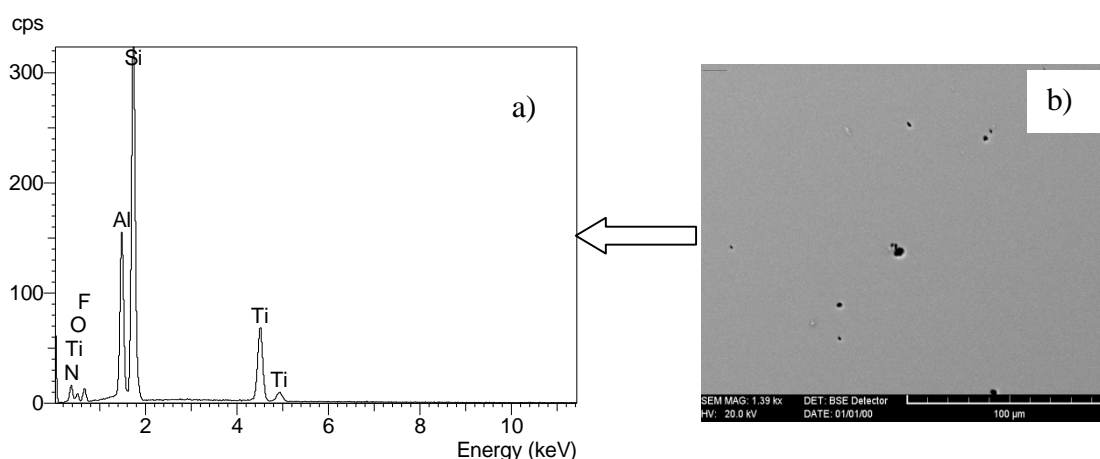 cps
300
200
100
0
Si
Al
F
O
Ti
N
Ti
Ti
a)
2
4
6
8
10
Energy (keV)
b)
SEM MAG: 1.39 kx DET: BSE Detector
HV: 20.0 kV DATE: 01/01/00 100 µm